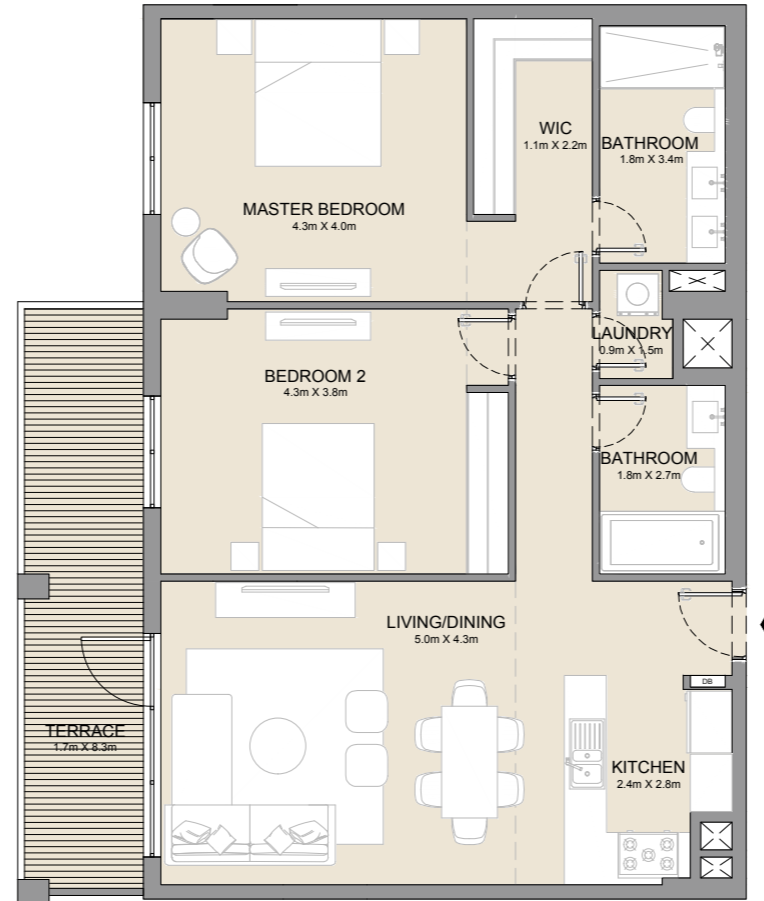 WIC
1.1m X 2.2m
BATHROOM
1.8m X 3.4m
MASTER BEDROOM
4.3m X 4.0m
LAUNDRY
0.9m X 1.5m
BEDROOM 2
4.3m X 3.8m
BATHROOM
1.8m X 2.7m
LIVING/DINING
5.0m X 4.3m
DB
TERRACE
1.7m X 8.3m
KITCHEN
2.4m X 2.8m